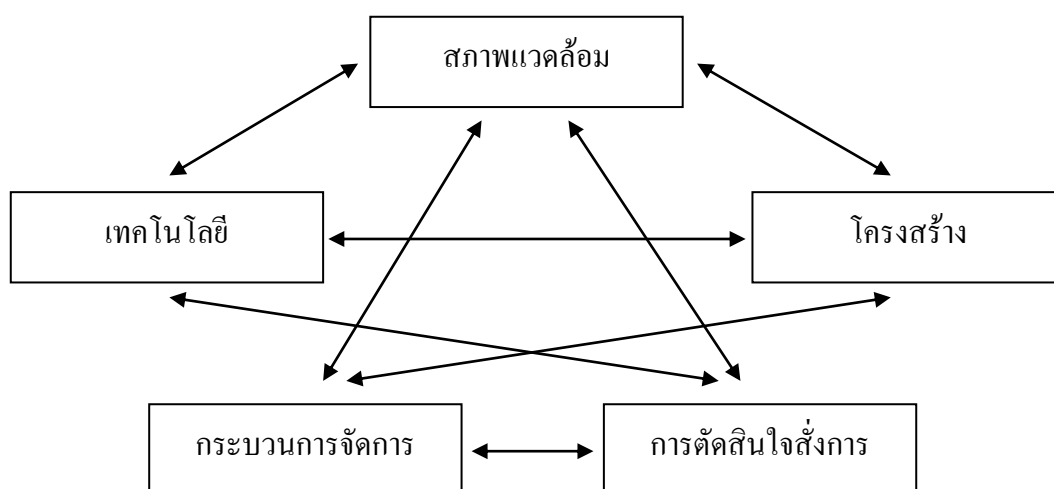 สภาพแวดล้อม
เทคโนโลยี
โครงสร้าง
กระบวนการจัดการ
การตัดสินใจสั่งการ